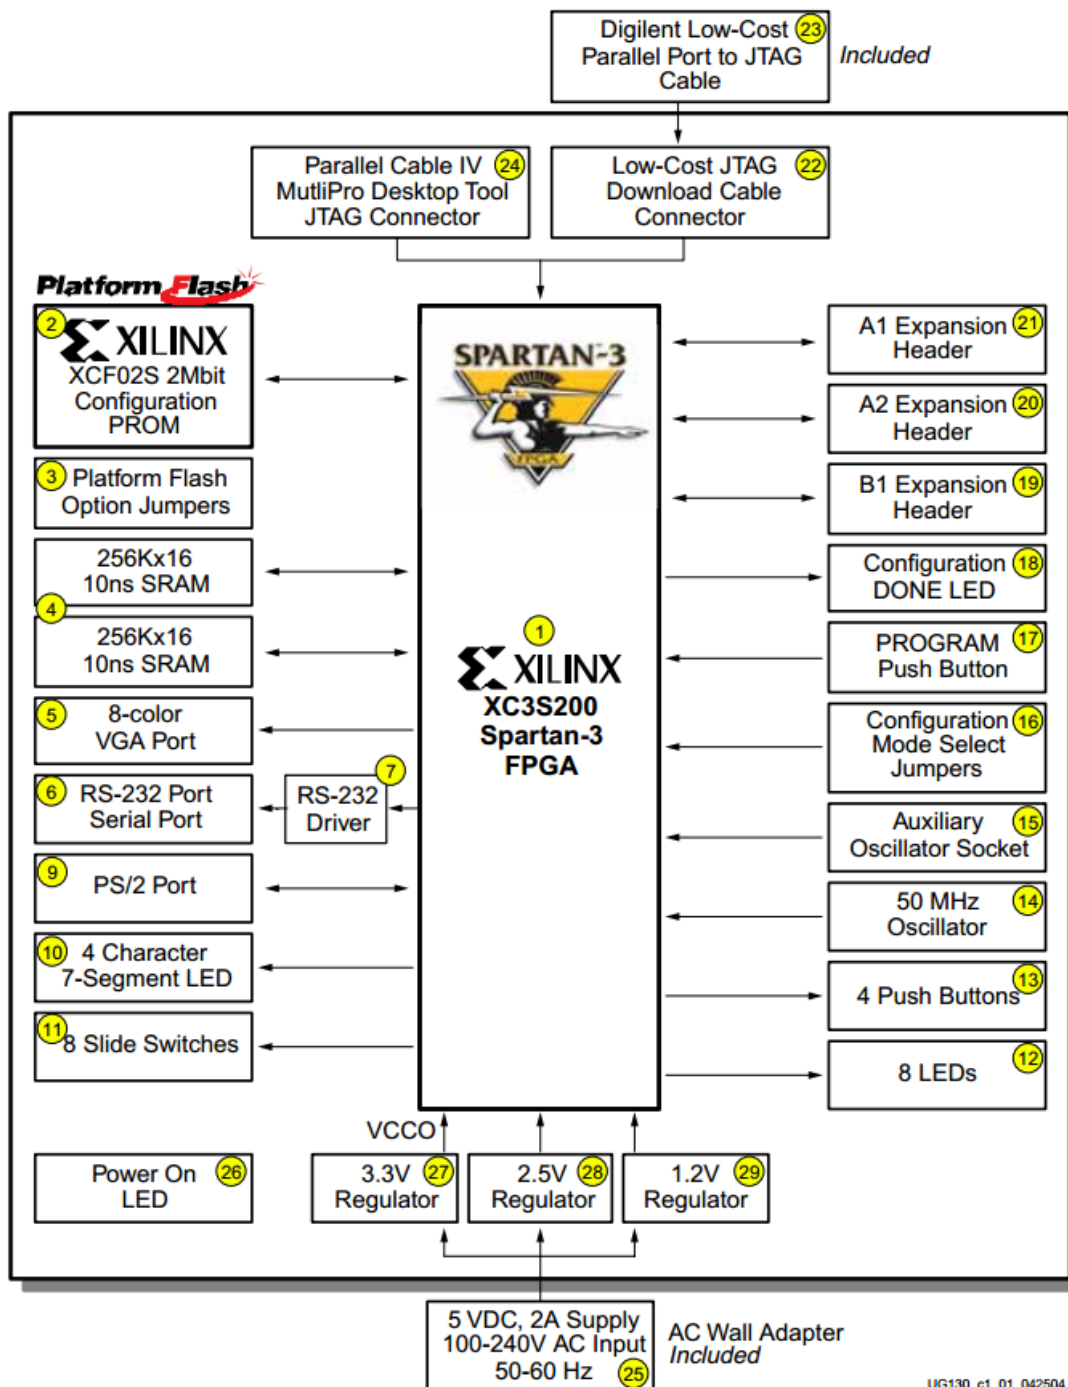 Digilent Low-Cost 23
Parallel Port to JTAG
Cable
Included
Parallel Cable IV 24
MutliPro Desktop Tool
JTAG Connector
Low-Cost JTAG 22
Download Cable
Connector
Platform Flash
2 XILINX
XCF02S 2Mbit
Configuration
PROM
3 Platform Flash
Option Jumpers
256Kx16
10ns SRAM
4
256Kx16
10ns SRAM
5 8-color
VGA Port
6 RS-232 Port
Serial Port
7
RS-232
Driver
9 PS/2 Port
10 4 Character
7-Segment LED
11 8 Slide Switches
SPARTAN-3
FPGA
1
XILINX
XC3S200
Spartan-3
FPGA
A1 Expansion 21
Header
A2 Expansion 20
Header
B1 Expansion 19
Header
Configuration 18
DONE LED
PROGRAM 17
Push Button
Configuration 16
Mode Select
Jumpers
Auxiliary 15
Oscillator Socket
50 MHz 14
Oscillator
4 Push Buttons 13
8 LEDs 12
VCCO
Power On 26
LED
3.3V 27
Regulator
2.5V 28
Regulator
1.2V 29
Regulator
5 VDC, 2A Supply
100-240V AC Input
50-60 Hz 25
AC Wall Adapter
Included
UG130_c1_01_042504